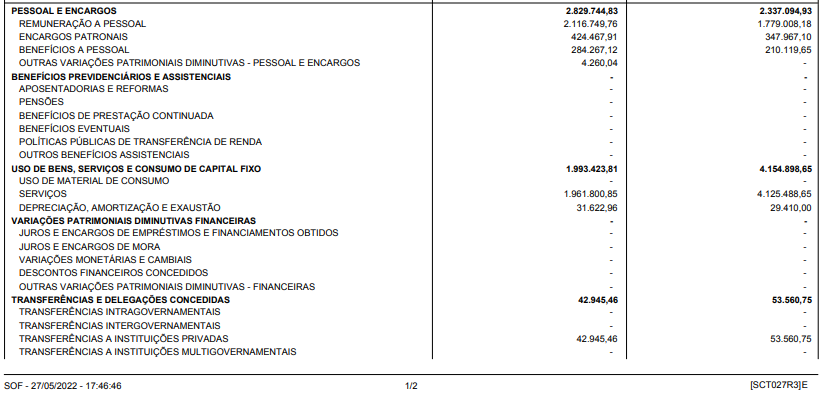 PESSOAL E ENCARGOS 2.829.744,83 2.337.094,93
REMUNERAÇÃO A PESSOAL 2.116.749,76 1.779.008,18
ENCARGOS PATRONAIS 424.467,91 347.967,10
BENEFÍCIOS A PESSOAL 284.267,12 210.119,65
OUTRAS VARIAÇÕES PATRIMONIAIS DIMINUTIVAS - PESSOAL E ENCARGOS 4.260,04 -
BENEFÍCIOS PREVIDENCIÁRIOS E ASSISTENCIAIS - -
APOSENTADORIAS E REFORMAS - -
PENSÕES - -
BENEFÍCIOS DE PRESTAÇÃO CONTINUADA - -
BENEFÍCIOS EVENTUAIS - -
POLÍTICAS PÚBLICAS DE TRANSFERÊNCIA DE RENDA - -
OUTROS BENEFÍCIOS ASSISTENCIAIS - -
USO DE BENS, SERVIÇOS E CONSUMO DE CAPITAL FIXO 1.993.423,81 4.154.898,65
USO DE MATERIAL DE CONSUMO - -
SERVIÇOS 1.961.800,85 4.125.488,65
DEPRECIAÇÃO, AMORTIZAÇÃO E EXAUSTÃO 31.622,96 29.410,00
VARIAÇÕES PATRIMONIAIS DIMINUTIVAS FINANCEIRAS - -
JUROS E ENCARGOS DE EMPRÉSTIMOS E FINANCIAMENTOS OBTIDOS - -
JUROS E ENCARGOS DE MORA - -
VARIAÇÕES MONETÁRIAS E CAMBIAIS - -
DESCONTOS FINANCEIROS CONCEDIDOS - -
OUTRAS VARIAÇÕES PATRIMONIAIS DIMINUTIVAS - FINANCEIRAS - -
TRANSFERÊNCIAS E DELEGAÇÕES CONCEDIDAS 42.945,46 53.560,75
TRANSFERÊNCIAS INTRAGOVERNAMENTAIS - -
TRANSFERÊNCIAS INTERGOVERNAMENTAIS - -
TRANSFERÊNCIAS A INSTITUIÇÕES PRIVADAS 42.945,46 53.560,75
TRANSFERÊNCIAS A INSTITUIÇÕES MULTIGOVERNAMENTAIS - -
SOF - 27/05/2022 - 17:46:46 1/2 [SCT027R3]E